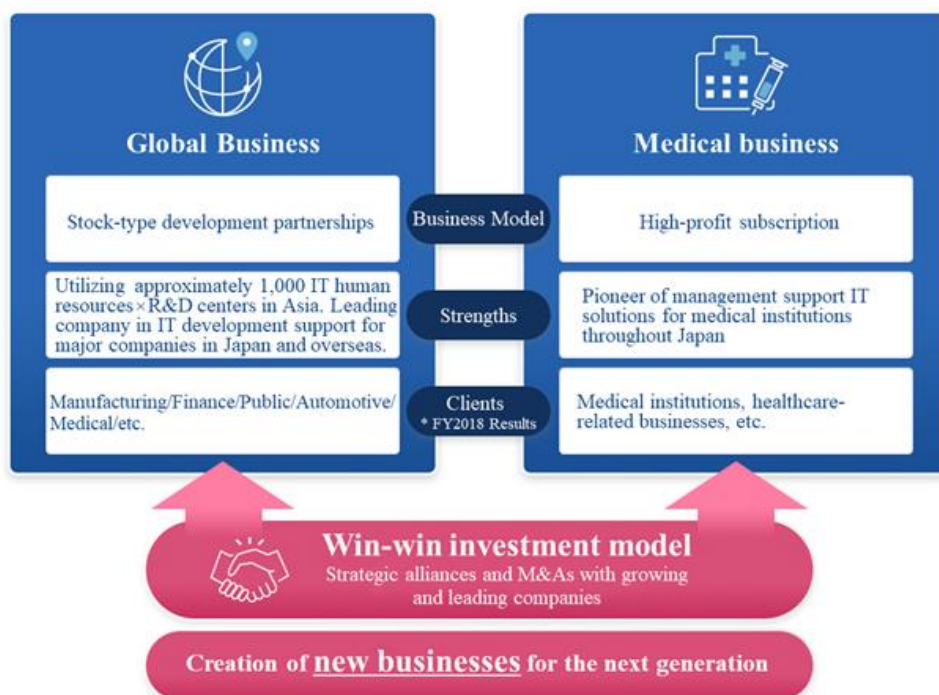 Global Business
Medical business
Stock-type development partnerships
Business Model
High-profit subscription
Utilizing approximately 1,000 IT human
resources×R&D centers in Asia. Leading
company in IT development support for
major companies in Japan and overseas.
Strengths
Pioneer of management support IT
solutions for medical institutions
throughout Japan
Manufacturing/Finance/Public/Automotive/
Medical/etc.
Clients
* FY2018 Results
Medical institutions, healthcare-
related businesses, etc.
Win-win investment model
Strategic alliances and M&As with growing
and leading companies
Creation of new businesses for the next generation